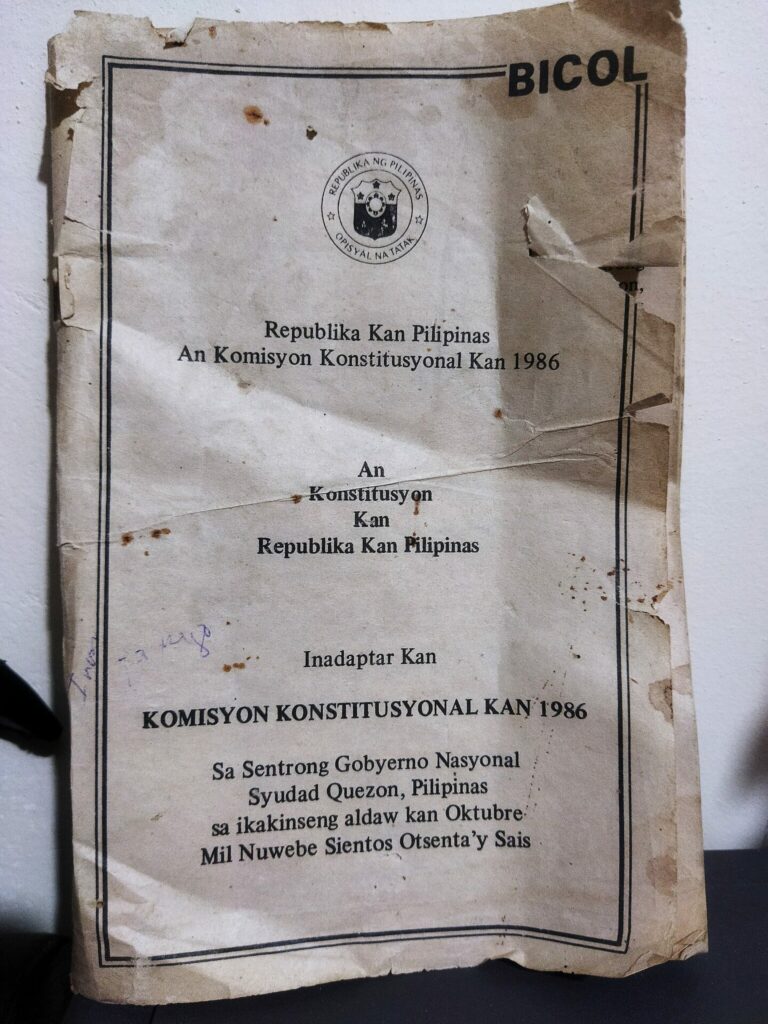 BICOL
REPUBLIKA NG PILIPINAS
OPISYAL NA TATAK
on,
Republika Kan Pilipinas
An Komisyon Konstitusyonal Kan 1986
An
Konstitusyon
Kan
Republika Kan Pilipinas
Inadaptar Kan
KOMISYON KONSTITUSYONAL KAN 1986
Sa Sentrong Gobyerno Nasyonal
Syudad Quezon, Pilipinas
sa ikakinseng aldaw kan Oktubre
Mil Nuwebe Sientos Otsenta'y Sais